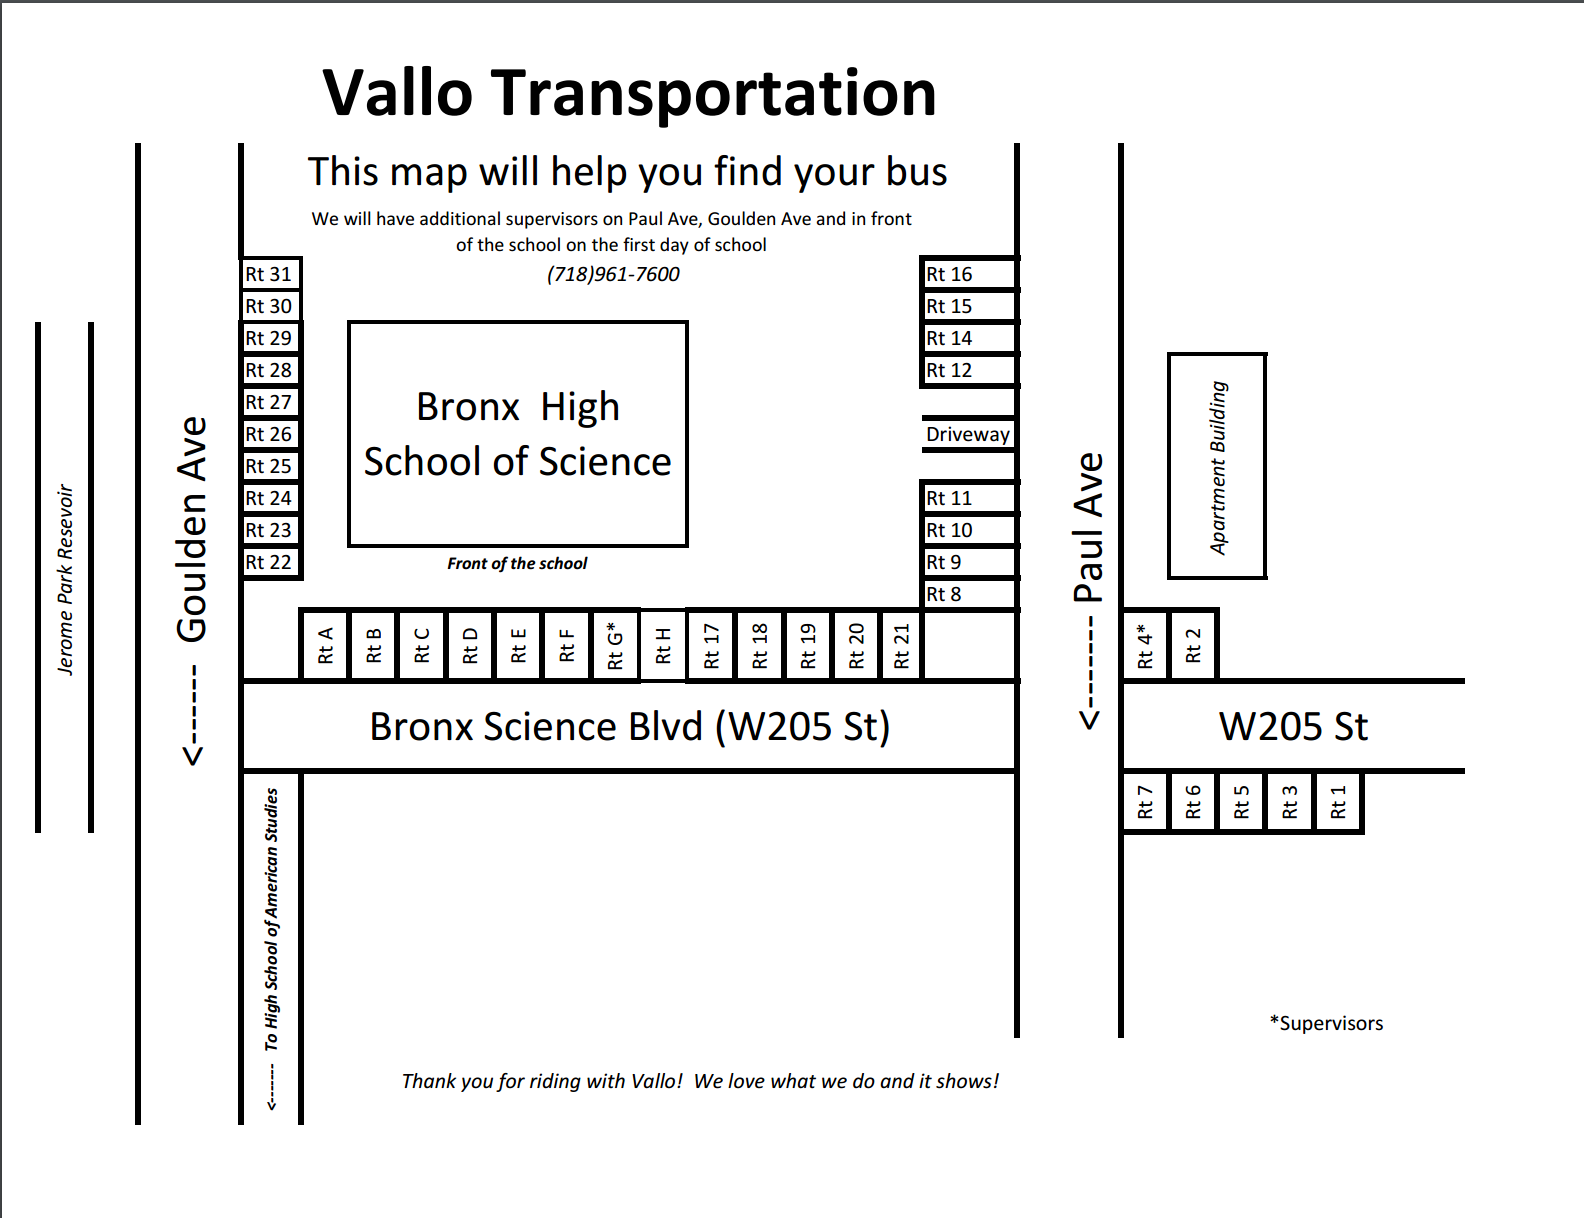 Vallo Transportation
This map will help you find your bus
We will have additional supervisors on Paul Ave, Goulden Ave and in front
of the school on the first day of school
(718)961-7600
Rt 31
Rt 30
Rt 29
Rt 28
Rt 27
Rt 26
Rt 25
Rt 24
Rt 23
Rt 22
Jerome Park Resevoir
<------ Goulden Ave
Bronx  High
School of Science
Front of the school
Rt 16
Rt 15
Rt 14
Rt 12
Driveway
Rt 11
Rt 10
Rt 9
Rt 8
<------- Paul Ave
Apartment Building
Rt A
Rt B
Rt C
Rt D
Rt E
Rt F
Rt G*
Rt H
Rt 17
Rt 18
Rt 19
Rt 20
Rt 21
Rt 4*
Rt 2
Bronx Science Blvd (W205 St)
W205 St
Rt 7
Rt 6
Rt 5
Rt 3
Rt 1
<------ To High School of American Studies
*Supervisors
Thank you for riding with Vallo!  We love what we do and it shows!